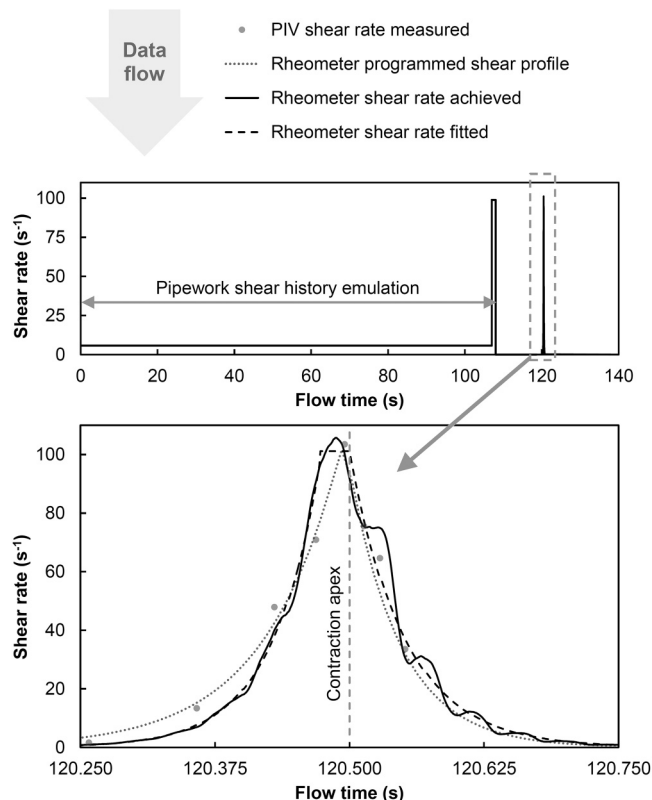 Data
flow
PIV shear rate measured
Rheometer programmed shear profile
Rheometer shear rate achieved
Rheometer shear rate fitted
Shear rate (s⁻¹)
100
75
50
25
0
Pipework shear history emulation
0 20 40 60 80 100 120 140
Flow time (s)
Shear rate (s⁻¹)
100
80
60
40
20
0
Contraction apex
120.250 120.375 120.500 120.625 120.750
Flow time (s)